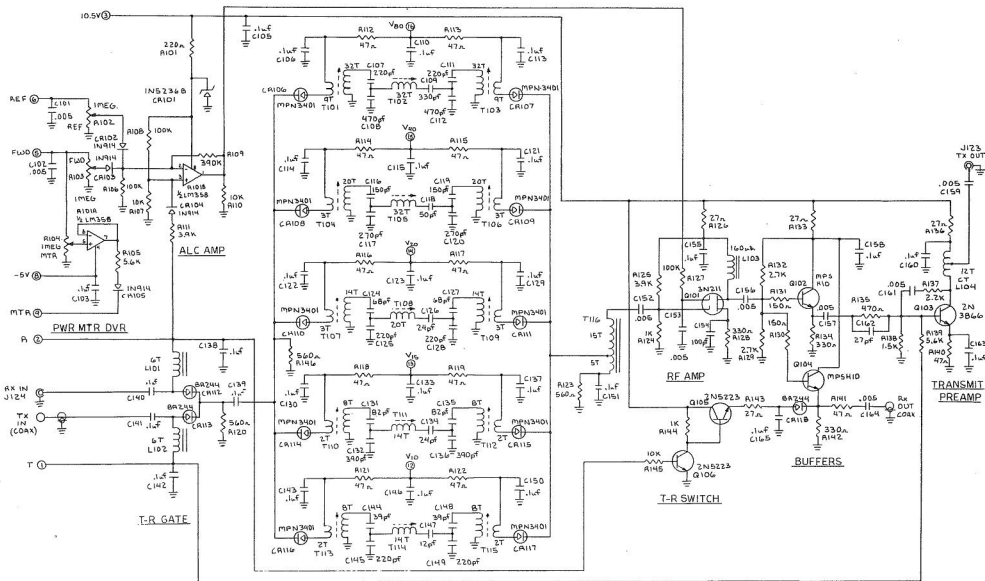 10.5V ③
220Ω
R101
.1uf
C105
1N5236B
CR101
REF ⑥
C101
.005
1MEG.
R102
REF
CR102
1N914
R108
100K
FWD ⑤
C102
.005
FWD
R103
1MEG
1N914
CR103
R106
100K
10K
R107
R109
390K
R101B
½ LM358
CR104
1N914
10K
R110
R111
3.9K
ALC AMP
R101A
½ LM358
R104
1MEG
MTR
R105
5.6K
1N914
CR105
-5V ⑧
.1uf
C103
MTR ④
PWR MTR DVR
R ②
6T
L101
C138
.1uf
RX IN
J124
.1uf
C140
BA244
CR112
C139
.1uf
TX
IN
(COAX)
C141
.1uf
BA244
CR113
560Ω
R120
6T
L102
T ①
.1uf
C142
T-R GATE
V80 ⑯
R112
47Ω
C110
.1uf
R113
47Ω
.1uf
C106
.1uf
C113
CR106
MPN3401
9T
T101
32T
C107
220pf
470pf
C108
32T
T102
C109
330pf
C111
220pf
470pf
C112
32T
T103
9T
MPN3401
CR107
V40
R114
47Ω
C115
.1uf
R115
47Ω
.1uf
C114
C121
.1uf
MPN3401
CR108
3T
T104
20T
C116
150pf
270pf
C117
32T
T105
C118
50pf
C119
150pf
270pf
C120
20T
T106
3T
MPN3401
CR109
V20
R116
47Ω
C123
.1uf
R117
47Ω
.1uf
C122
.1uf
C129
MPN3401
CR110
3T
T107
14T
C124
68pf
220pf
C125
T108
20T
C126
24pf
C127
68pf
220pf
C128
14T
T109
3T
MPN3401
CR111
560Ω
R146
V15
R118
47Ω
C133
.1uf
R119
47Ω
.1uf
C130
C137
.1uf
MPN3401
CR114
2T
T110
8T
C131
82pf
C132
390pf
T111
14T
C134
24pf
C135
82pf
C136
390pf
8T
T112
2T
MPN3401
CR115
V10
R121
47Ω
C146
.1uf
R122
47Ω
C143
.1uf
C150
.1uf
MPN3401
CR116
2T
T113
8T
C144
39pf
C145
220pf
14T
T114
C147
12pf
C148
39pf
C149
220pf
8T
T115
2T
MPN3401
CR117
T116
15T
5T
R123
560Ω
.1uf
C151
R125
3.9K
C152
.005
1K
R124
100K
R127
C153
.005
27Ω
R126
C155
.1uf
160uh
L103
3N211
Q101
C154
100pf
330Ω
R128
C156
.005
RF AMP
R132
2.7K
2.7K
R129
R131
150Ω
150Ω
R130
27Ω
R133
MPS
H10
Q102
C158
.1uf
.005
C157
R134
330Ω
Q104
MPSH10
R135
470Ω
C162
27pf
R138
1.5K
.005
C161
R137
2.2K
2N
3866
Q103
R139
5.6K
R140
47Ω
C163
.1uf
27Ω
R136
.1uf
C160
12T
CT
L104
.005
C159
J123
TX OUT
TRANSMIT
PREAMP
Q105
2N5223
R143
27Ω
BA244
CR118
.1uf
C165
R141
47Ω
.005
C164
RX
OUT
COAX
330Ω
R142
BUFFERS
1K
R144
10K
R145
2N5223
Q106
T-R SWITCH